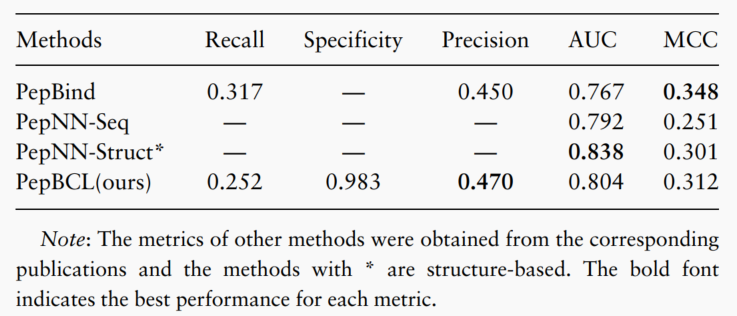 Methods Recall Specificity Precision AUC MCC
PepBind 0.317 — 0.450 0.767 0.348
PepNN-Seq — — — 0.792 0.251
PepNN-Struct* — — — 0.838 0.301
PepBCL(ours) 0.252 0.983 0.470 0.804 0.312
Note: The metrics of other methods were obtained from the corresponding
publications and the methods with * are structure-based. The bold font
indicates the best performance for each metric.